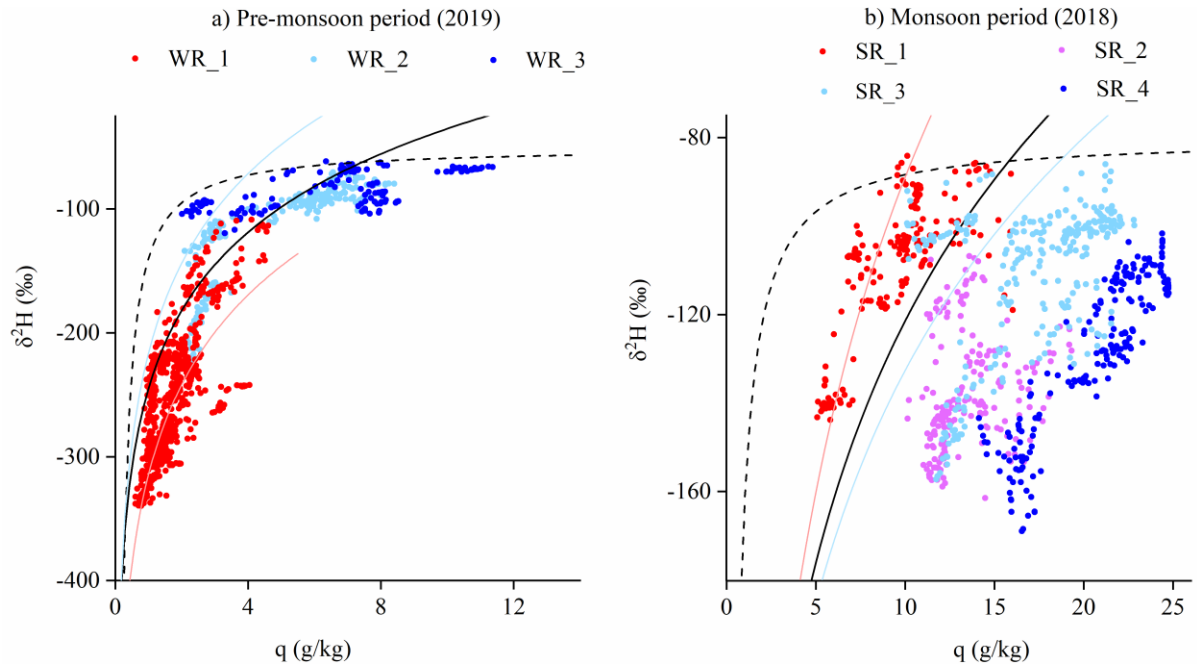 a) Pre-monsoon period (2019)
WR_1 WR_2 WR_3
δ²H (‰)
-100
-200
-300
-400
0 4 8 12
q (g/kg)
b) Monsoon period (2018)
SR_1 SR_2
SR_3 SR_4
δ²H (‰)
-80
-120
-160
0 5 10 15 20 25
q (g/kg)